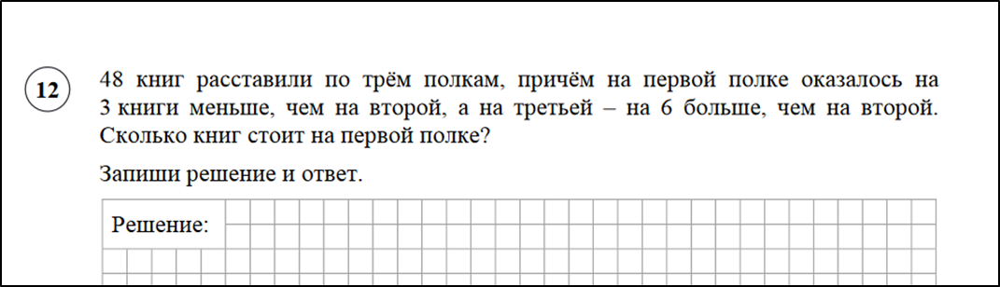 12
48 книг расставили по трём полкам, причём на первой полке оказалось на
3 книги меньше, чем на второй, а на третьей – на 6 больше, чем на второй.
Сколько книг стоит на первой полке?
Запиши решение и ответ.
Решение: